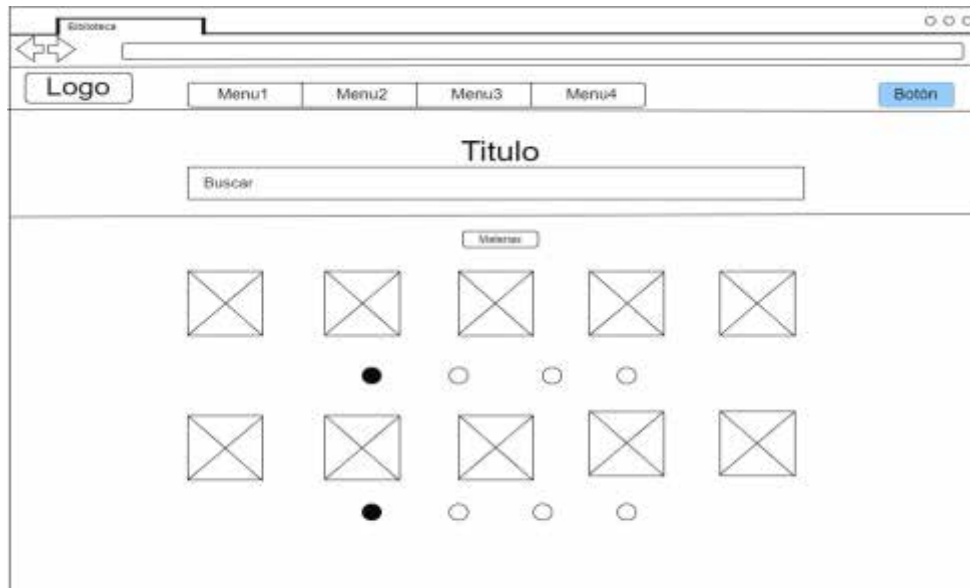 Biblioteca
Logo
Menu1 Menu2 Menu3 Menu4
Botón
Titulo
Buscar
Materias